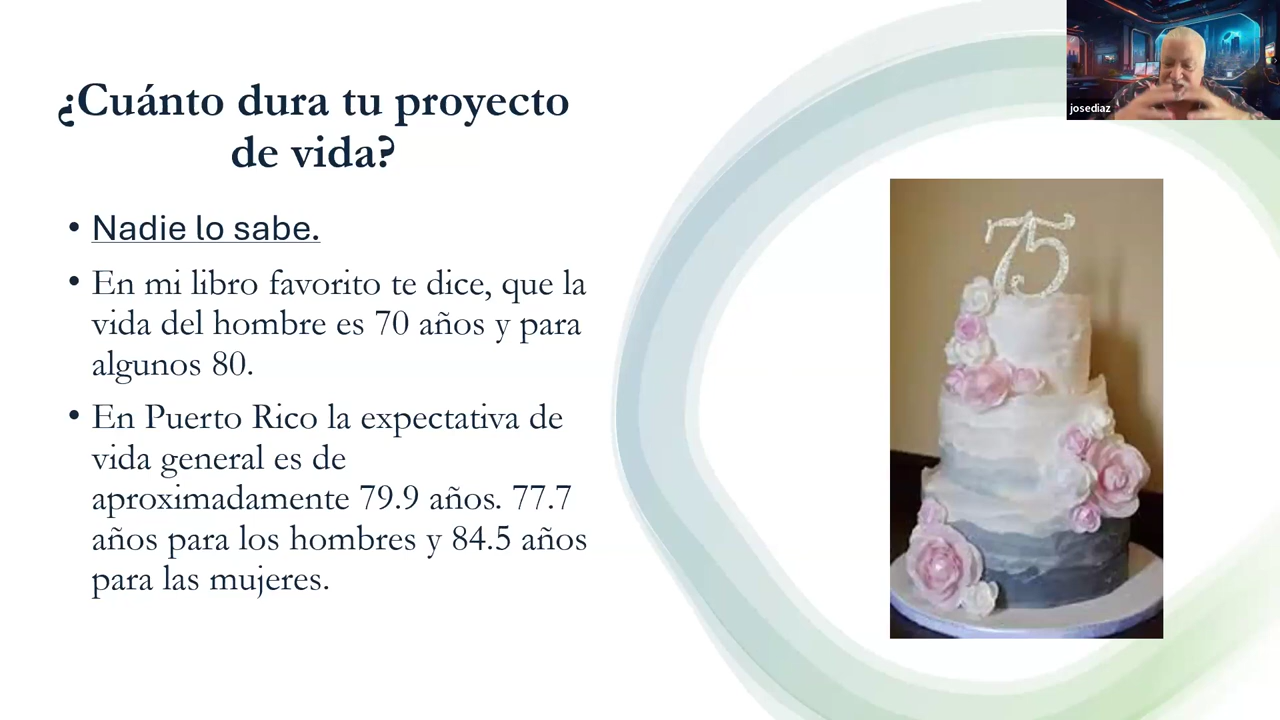 ¿Cuánto dura tu proyecto
de vida?
• Nadie lo sabe.
• En mi libro favorito te dice, que la
vida del hombre es 70 años y para
algunos 80.
• En Puerto Rico la expectativa de
vida general es de
aproximadamente 79.9 años. 77.7
años para los hombres y 84.5 años
para las mujeres.
75
josediaz